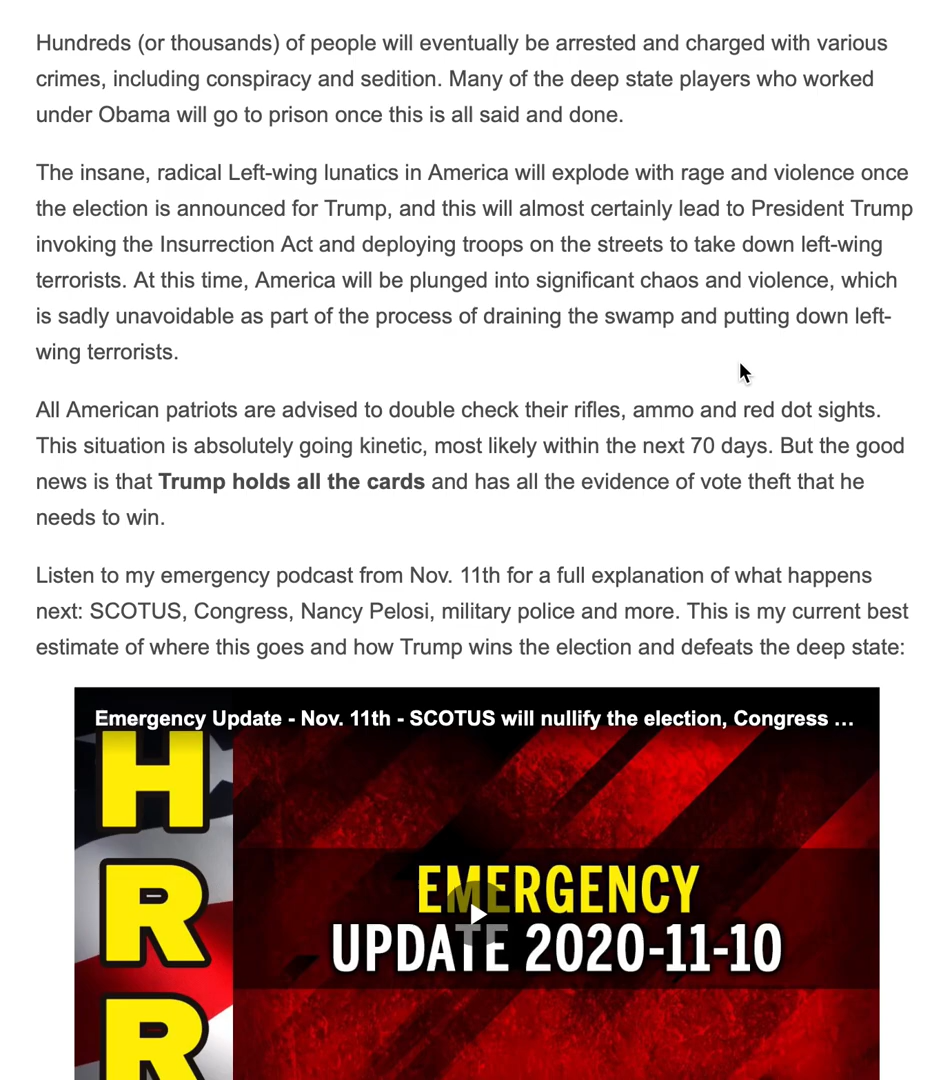 Hundreds (or thousands) of people will eventually be arrested and charged with various
crimes, including conspiracy and sedition. Many of the deep state players who worked
under Obama will go to prison once this is all said and done.
The insane, radical Left-wing lunatics in America will explode with rage and violence once
the election is announced for Trump, and this will almost certainly lead to President Trump
invoking the Insurrection Act and deploying troops on the streets to take down left-wing
terrorists. At this time, America will be plunged into significant chaos and violence, which
is sadly unavoidable as part of the process of draining the swamp and putting down left-
wing terrorists.
All American patriots are advised to double check their rifles, ammo and red dot sights.
This situation is absolutely going kinetic, most likely within the next 70 days. But the good
news is that Trump holds all the cards and has all the evidence of vote theft that he
needs to win.
Listen to my emergency podcast from Nov. 11th for a full explanation of what happens
next: SCOTUS, Congress, Nancy Pelosi, military police and more. This is my current best
estimate of where this goes and how Trump wins the election and defeats the deep state:
Emergency Update - Nov. 11th - SCOTUS will nullify the election, Congress ...
H
R
R
EMERGENCY
UPDATE 2020-11-10